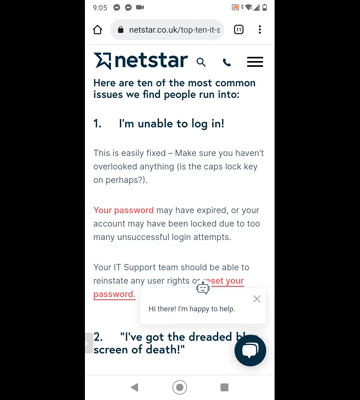 9:05
netstar.co.uk/top-ten-it-s
11
netstar
Here are ten of the most common
issues we find people run into:
1. I'm unable to log in!
This is easily fixed – Make sure you haven't
overlooked anything (is the caps lock key
on perhaps?).
Your password may have expired, or your
account may have been locked due to too
many unsuccessful login attempts.
Your IT Support team should be able to
reinstate any user rights or reset your
password.
Hi there! I'm happy to help.
2. "I've got the dreaded
screen of death!"